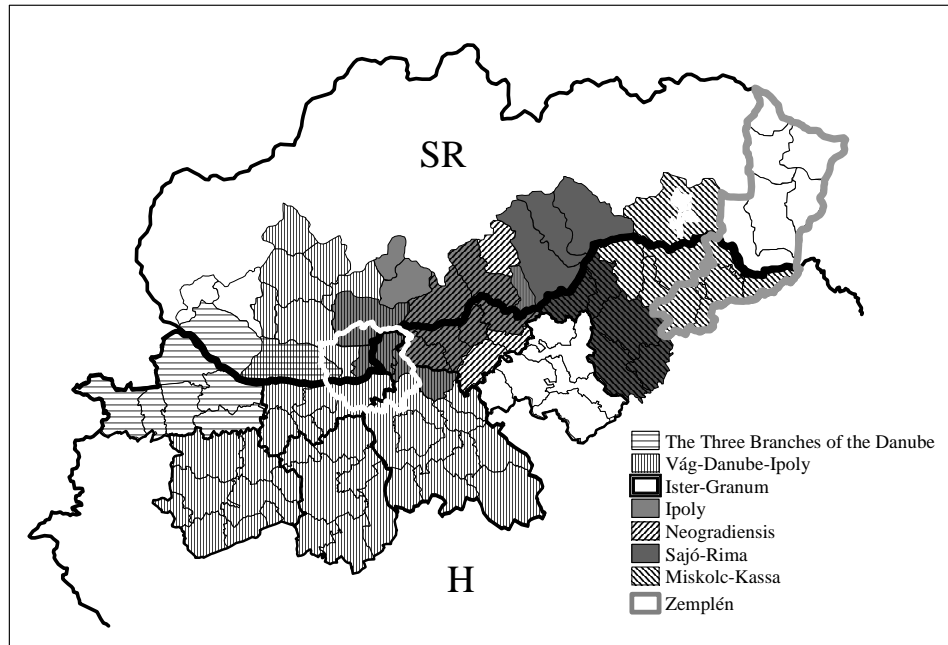 SR
H
The Three Branches of the Danube
Vág-Danube-Ipoly
Ister-Granum
Ipoly
Neogradiensis
Sajó-Rima
Miskolc-Kassa
Zemplén